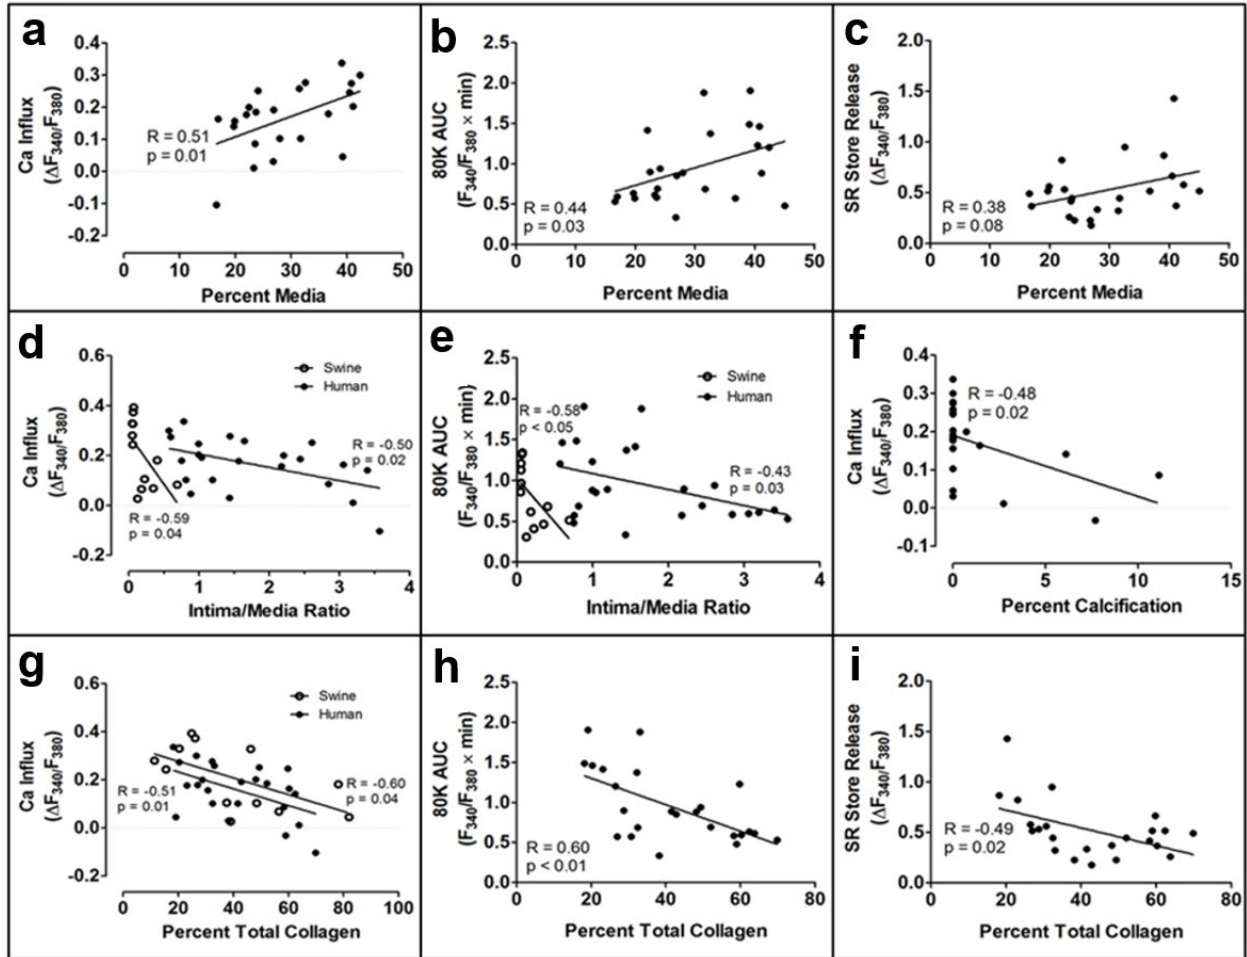 a
0.4
0.3
0.2
0.1
0.0
-0.1
-0.2
Ca Influx
(ΔF340/F380)
R = 0.51
p = 0.01
0 10 20 30 40 50
Percent Media
b
2.5
2.0
1.5
1.0
0.5
0.0
80K AUC
(F340/F380 × min)
R = 0.44
p = 0.03
0 10 20 30 40 50
Percent Media
c
2.0
1.5
1.0
0.5
0.0
SR Store Release
(ΔF340/F380)
R = 0.38
p = 0.08
0 10 20 30 40 50
Percent Media
d
0.6
0.4
0.2
0.0
-0.2
Ca Influx
(ΔF340/F380)
Swine
Human
R = -0.50
p = 0.02
R = -0.59
p = 0.04
0 1 2 3 4
Intima/Media Ratio
e
2.5
2.0
1.5
1.0
0.5
0.0
80K AUC
(F340/F380 × min)
Swine
Human
R = -0.58
p < 0.05
R = -0.43
p = 0.03
0 1 2 3 4
Intima/Media Ratio
f
0.4
0.3
0.2
0.1
0.0
-0.1
Ca Influx
(ΔF340/F380)
R = -0.48
p = 0.02
0 5 10 15
Percent Calcification
g
0.6
0.4
0.2
0.0
-0.2
Ca Influx
(ΔF340/F380)
Swine
Human
R = -0.51
p = 0.01
R = -0.60
p = 0.04
0 20 40 60 80 100
Percent Total Collagen
h
2.5
2.0
1.5
1.0
0.5
0.0
80K AUC
(F340/F380 × min)
R = 0.60
p < 0.01
0 20 40 60 80
Percent Total Collagen
i
2.0
1.5
1.0
0.5
0.0
SR Store Release
(ΔF340/F380)
R = -0.49
p = 0.02
0 20 40 60 80
Percent Total Collagen